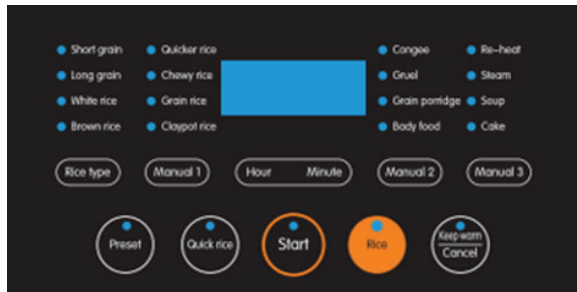 Short grain Quicker rice Congee Re-heat
Long grain Chewy rice Gruel Steam
White rice Grain rice Grain porridge Soup
Brown rice Claypot rice Body food Cake
Rice type Manual 1 Hour Minute Manual 2 Manual 3
Preset Quick rice Start Rice Keep warm
Cancel